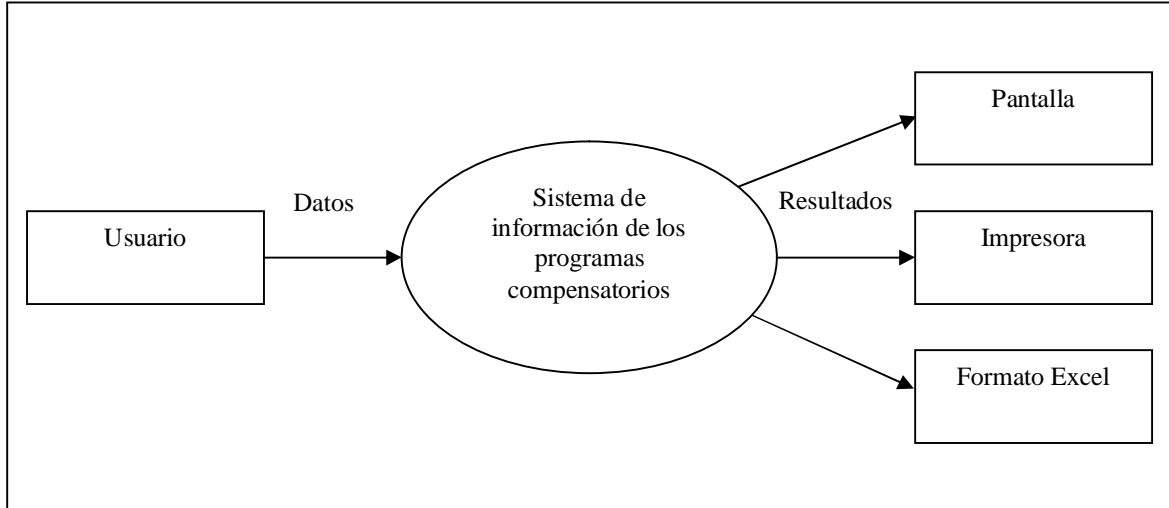 Usuario
Datos
Sistema de
información de los
programas
compensatorios
Resultados
Pantalla
Impresora
Formato Excel